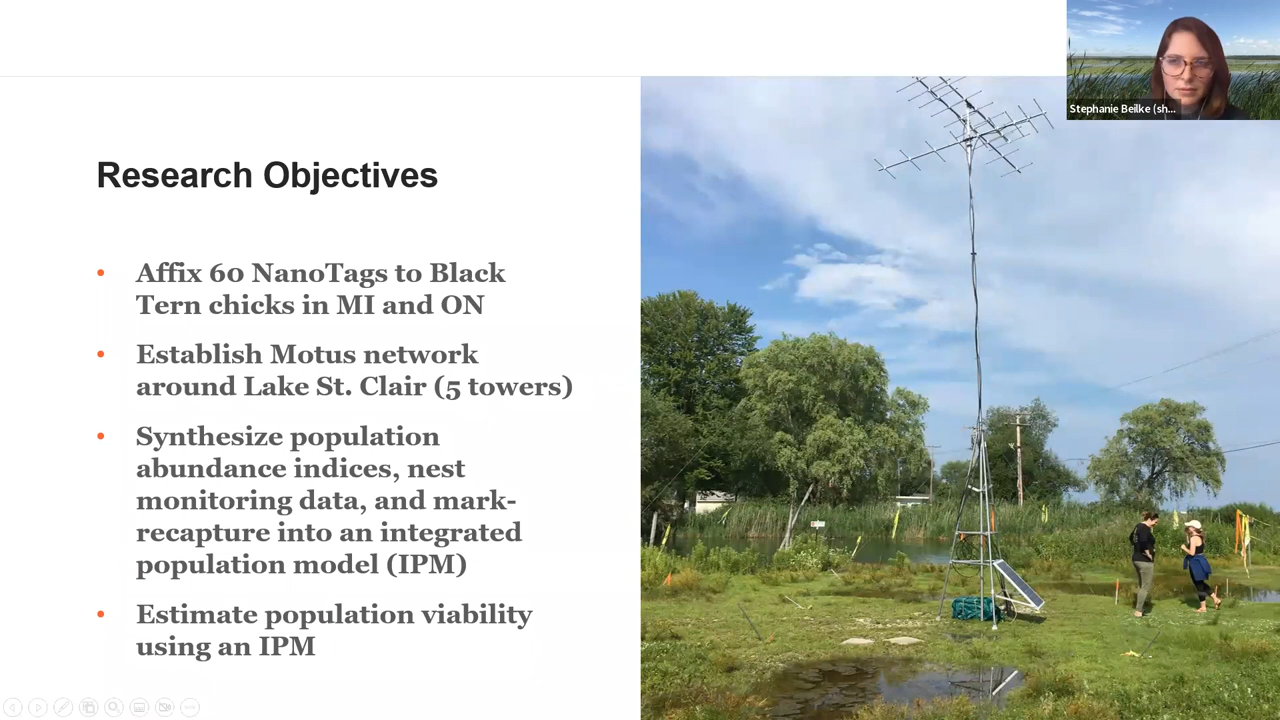 Stephanie Beilke (sh...
Research Objectives
• Affix 60 NanoTags to Black
Tern chicks in MI and ON
• Establish Motus network
around Lake St. Clair (5 towers)
• Synthesize population
abundance indices, nest
monitoring data, and mark-
recapture into an integrated
population model (IPM)
• Estimate population viability
using an IPM